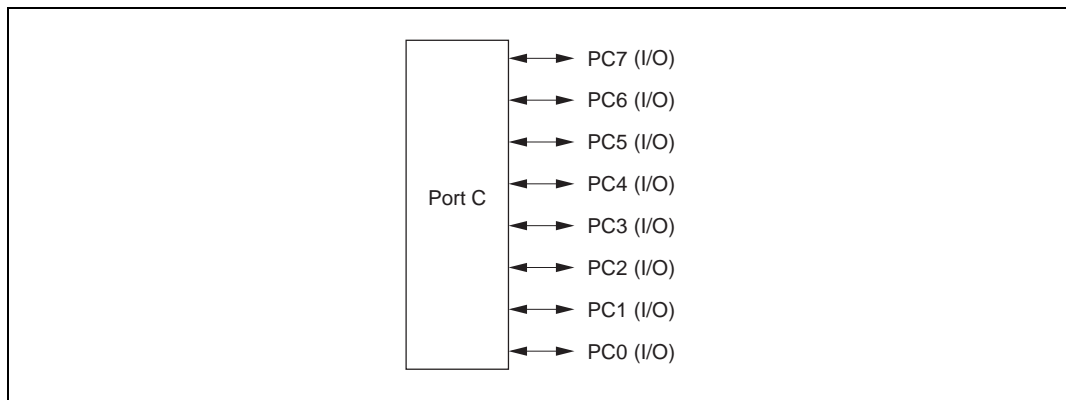 PC7 (I/O)
PC6 (I/O)
PC5 (I/O)
PC4 (I/O)
Port C
PC3 (I/O)
PC2 (I/O)
PC1 (I/O)
PC0 (I/O)